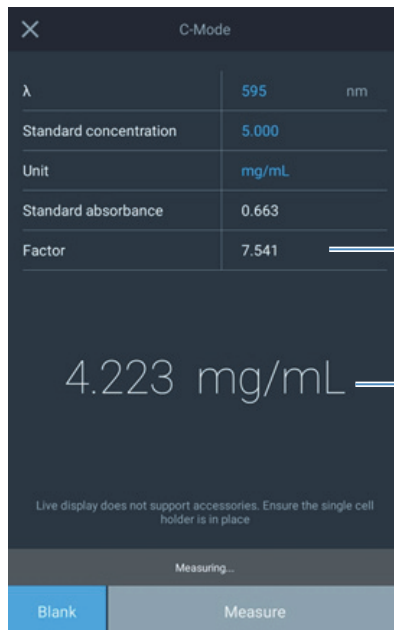 C-Mode
λ 595 nm
Standard concentration 5.000
Unit mg/mL
Standard absorbance 0.663
Factor 7.541
4.223 mg/mL
Live display does not support accessories. Ensure the single cell
holder is in place
Measuring...
Blank Measure